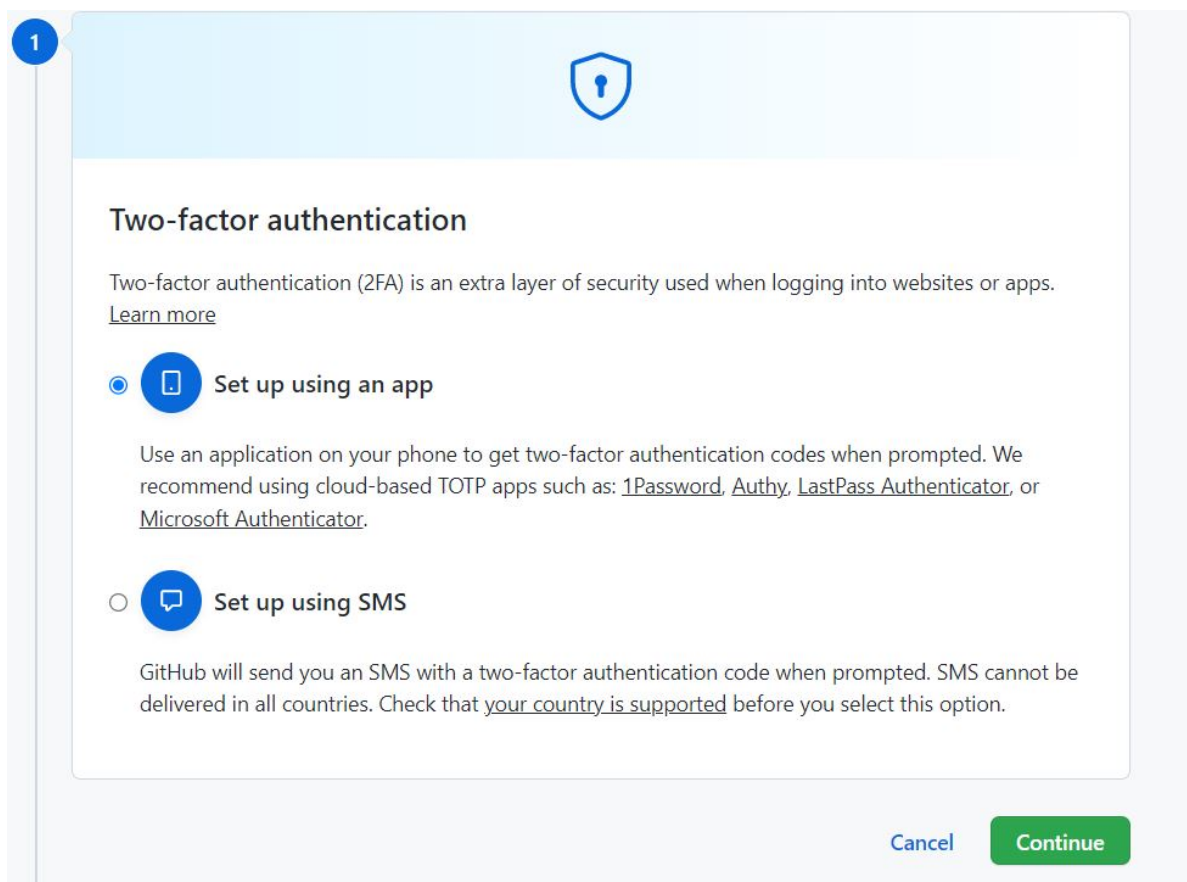 1
Two-factor authentication
Two-factor authentication (2FA) is an extra layer of security used when logging into websites or apps.
Learn more
Set up using an app
Use an application on your phone to get two-factor authentication codes when prompted. We
recommend using cloud-based TOTP apps such as: 1Password, Authy, LastPass Authenticator, or
Microsoft Authenticator.
Set up using SMS
GitHub will send you an SMS with a two-factor authentication code when prompted. SMS cannot be
delivered in all countries. Check that your country is supported before you select this option.
Cancel Continue